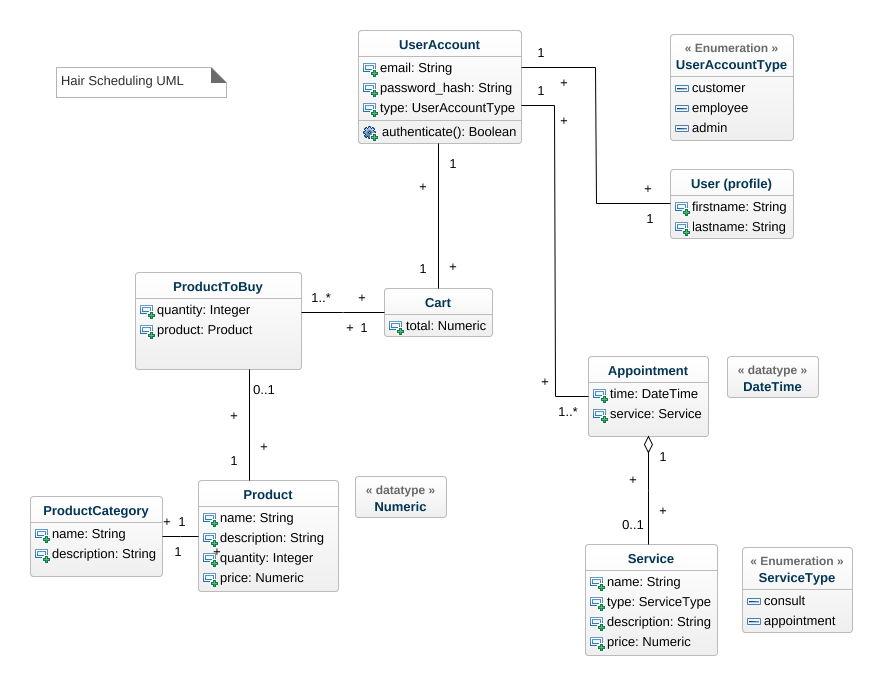 Hair Scheduling UML
UserAccount
email: String
password_hash: String
type: UserAccountType
authenticate(): Boolean
« Enumeration »
UserAccountType
customer
employee
admin
User (profile)
firstname: String
lastname: String
1
+
1
+
+
1
1
+
1
+
ProductToBuy
quantity: Integer
product: Product
1..*
+
+ 1
Cart
total: Numeric
+
1..*
Appointment
time: DateTime
service: Service
« datatype »
DateTime
0..1
+
+
1
1
+
+
0..1
ProductCategory
name: String
description: String
+ 1
1
+
Product
name: String
description: String
quantity: Integer
price: Numeric
« datatype »
Numeric
Service
name: String
type: ServiceType
description: String
price: Numeric
« Enumeration »
ServiceType
consult
appointment